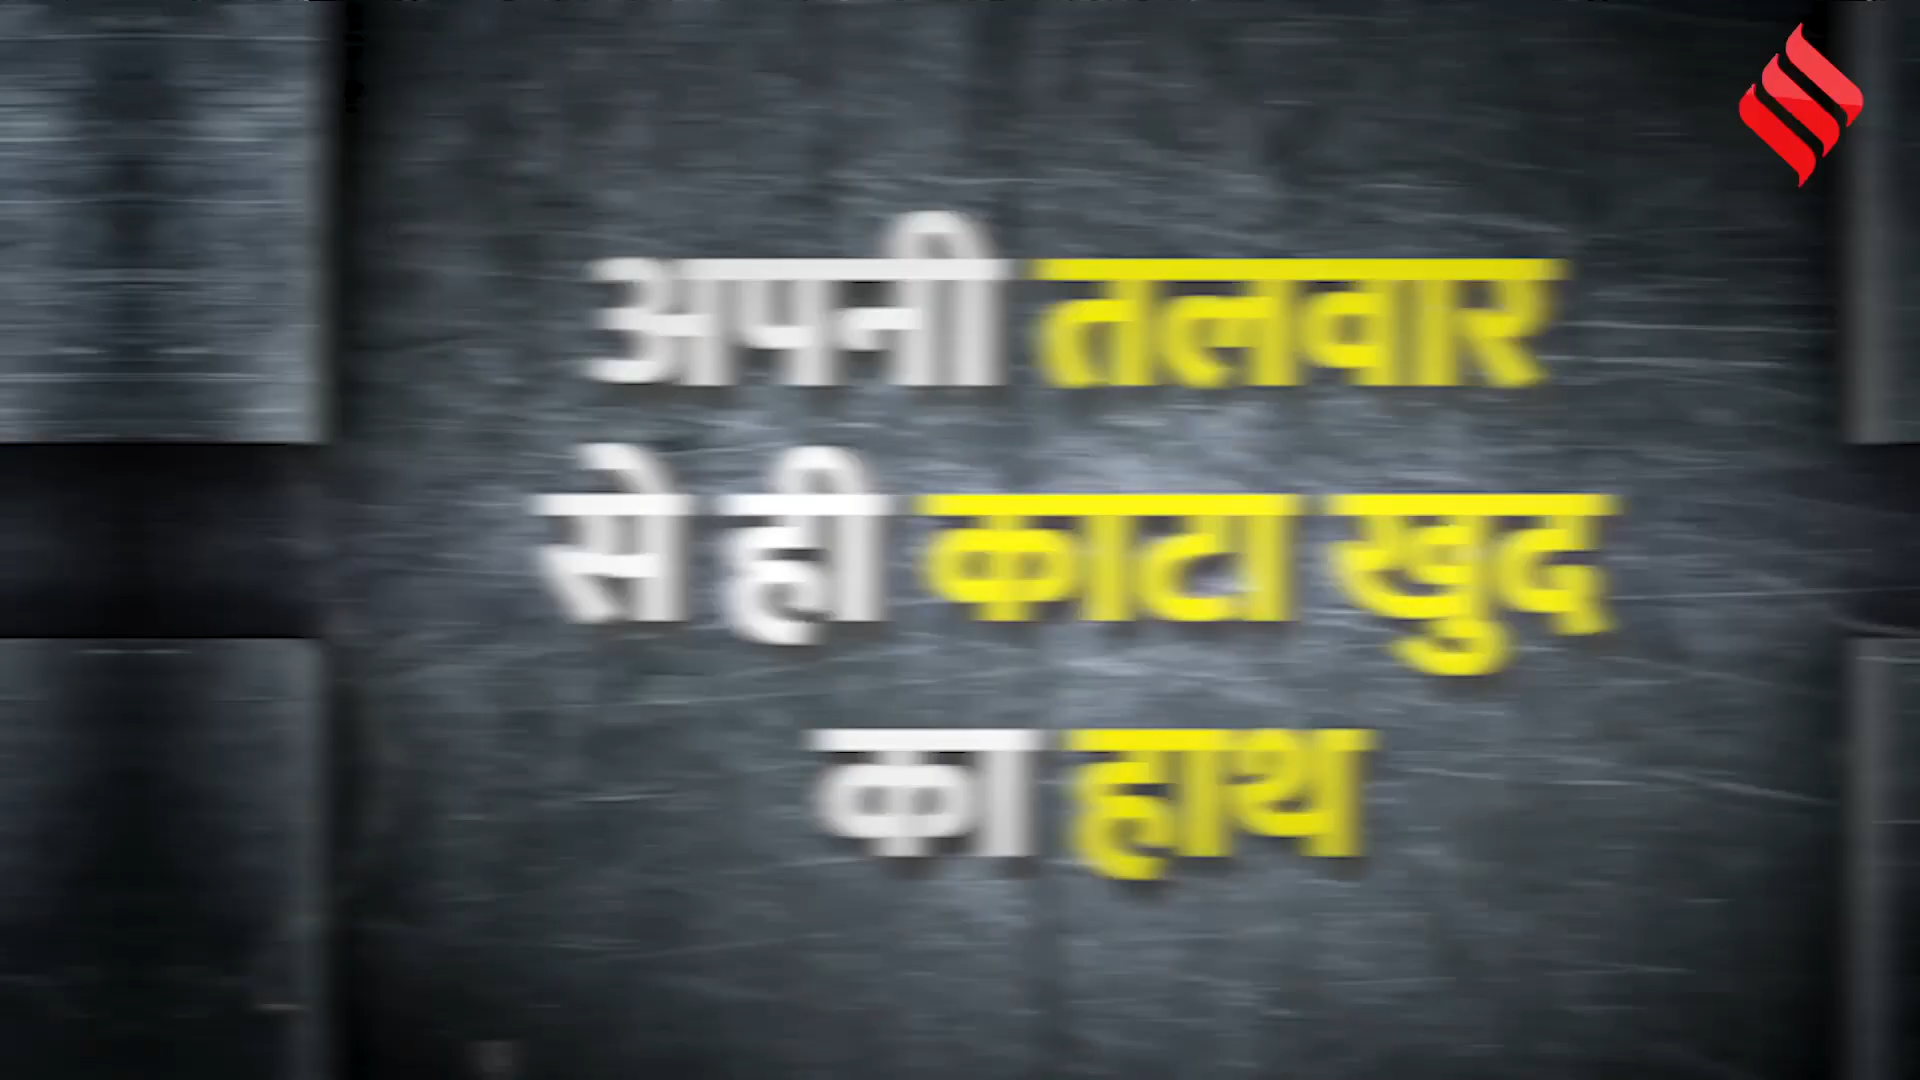 अपनी तलवार
से ही काटा खुद
का हाथ